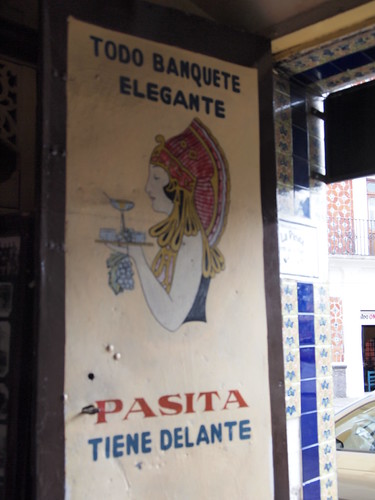 TODO BANQUETE
ELEGANTE
PASITA
TIENE DELANTE